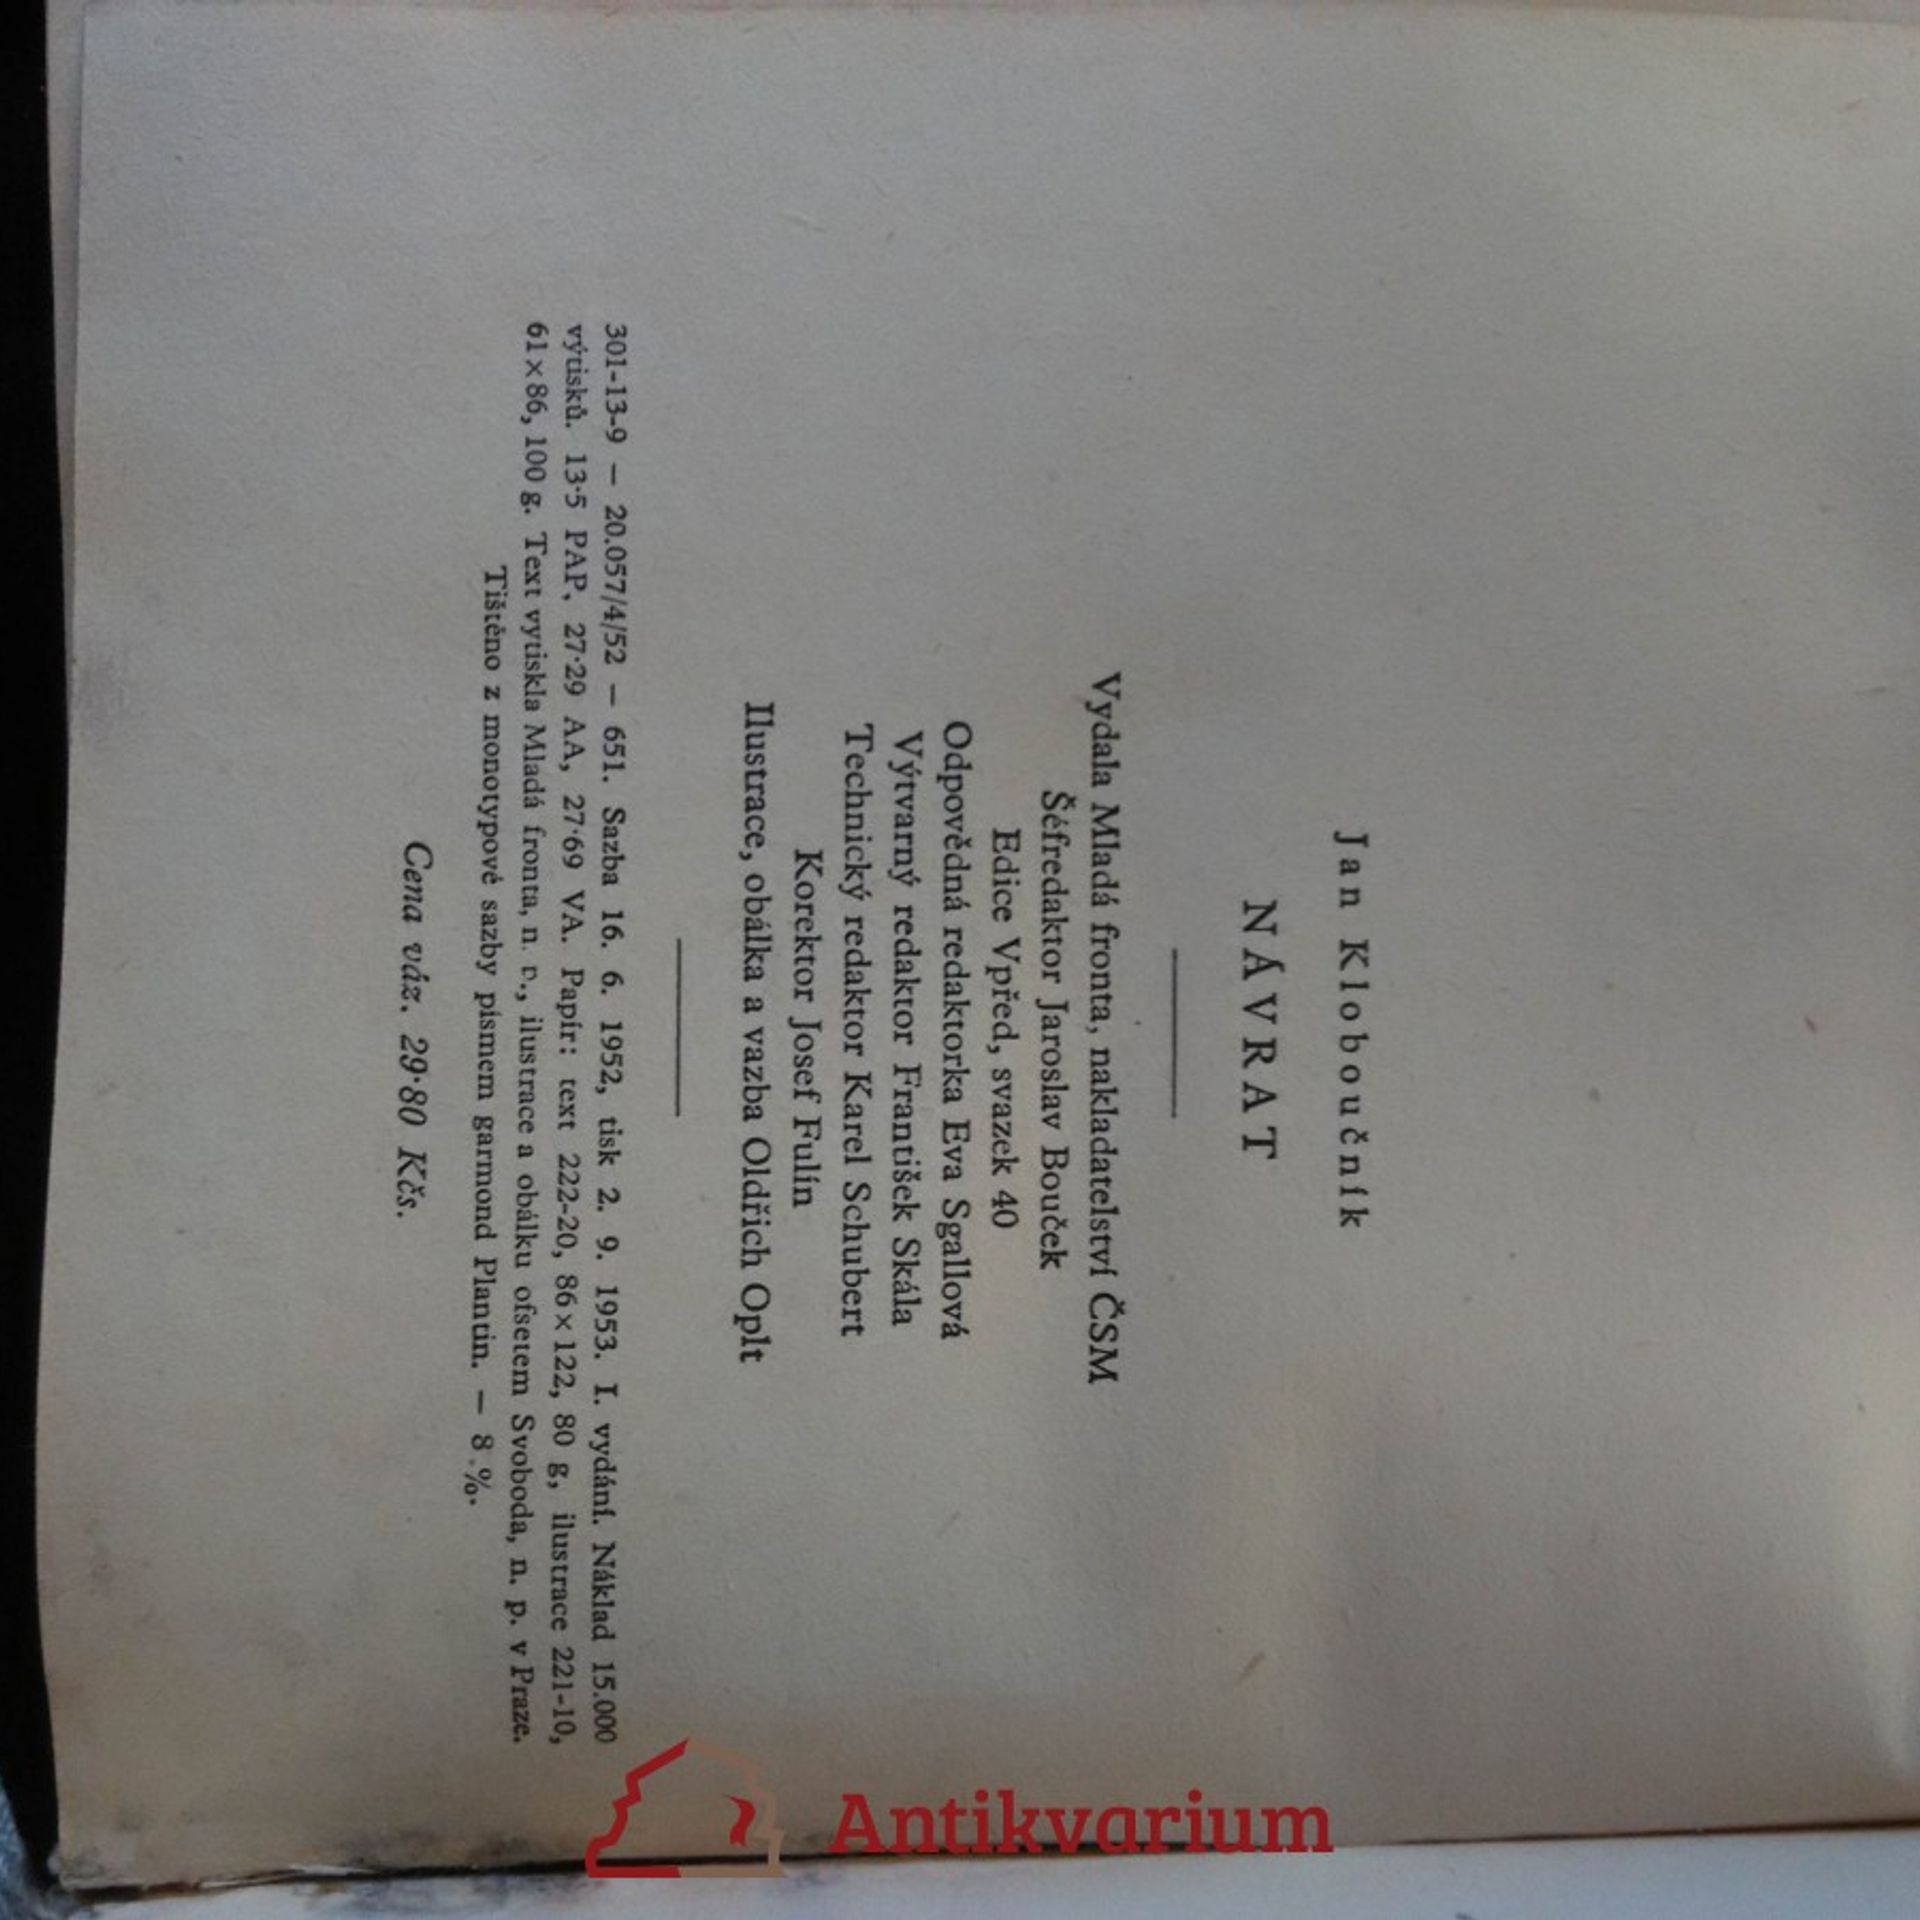 Jan Kloboučník
NÁVRAT
Vydala Mladá fronta, nakladatelství ČSM
Šéfredaktor Jaroslav Bouček
Edice Vpřed, svazek 40
Odpovědná redaktorka Eva Sgallová
Výtvarný redaktor František Skála
Technický redaktor Karel Schubert
Korektor Josef Fulín
Ilustrace, obálka a vazba Oldřich Oplt
301-13-9 — 20.057/4/52 — 651. Sazba 16. 6. 1952, tisk 2. 9. 1953. I. vydání. Náklad 15.000
výtisků. 13·5 PAP, 27·29 AA, 27·69 VA. Papír: text 222-20, 86×122, 80 g, ilustrace 221-10,
61×86, 100 g. Text vytiskla Mladá fronta, n. p., ilustrace a obálku ofsetem Svoboda, n. p. v Praze.
Tištěno z monotypové sazby písmem garmond Plantin. — 8 %.
Cena váz. 29·80 Kčs.
Antikvarium